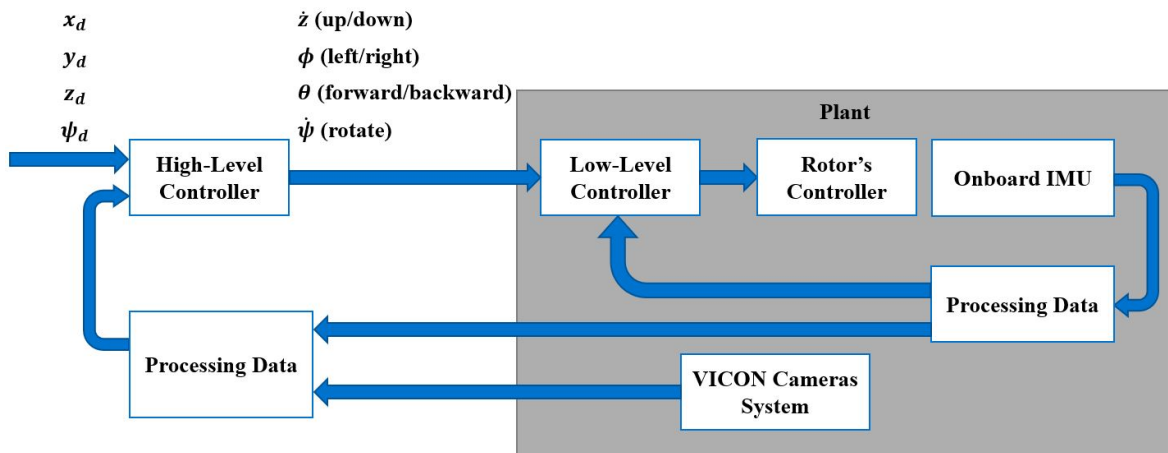 x_d
y_d
z_d
ψ_d
ż (up/down)
ϕ (left/right)
θ (forward/backward)
ψ̇ (rotate)
Plant
High-Level
Controller
Low-Level
Controller
Rotor's
Controller
Onboard IMU
Processing Data
Processing Data
VICON Cameras
System